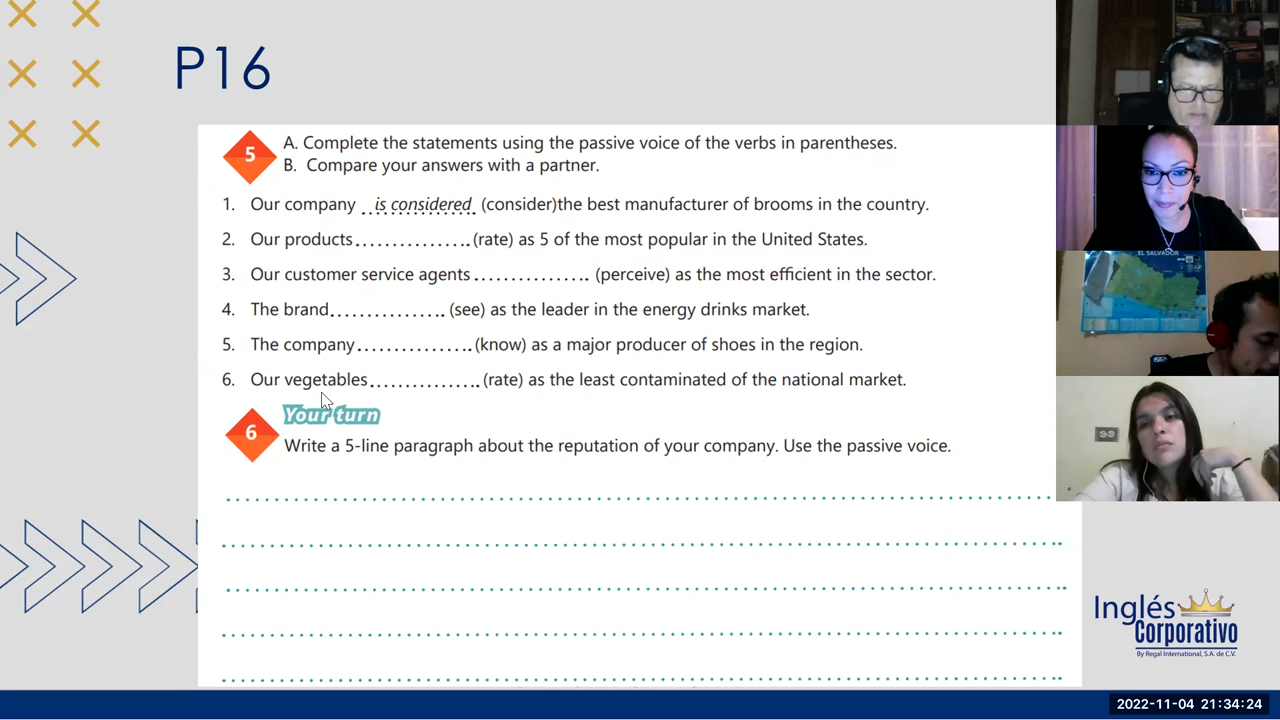 P16
5
A. Complete the statements using the passive voice of the verbs in parentheses.
B. Compare your answers with a partner.
1. Our company is considered (consider)the best manufacturer of brooms in the country.
2. Our products............... (rate) as 5 of the most popular in the United States.
3. Our customer service agents............... (perceive) as the most efficient in the sector.
4. The brand............... (see) as the leader in the energy drinks market.
5. The company............... (know) as a major producer of shoes in the region.
6. Our vegetables............... (rate) as the least contaminated of the national market.
6
Your turn
Write a 5-line paragraph about the reputation of your company. Use the passive voice.
EL SALVADOR
Inglés
Corporativo
By Regal International, S.A. de C.V.
2022-11-04 21:34:24